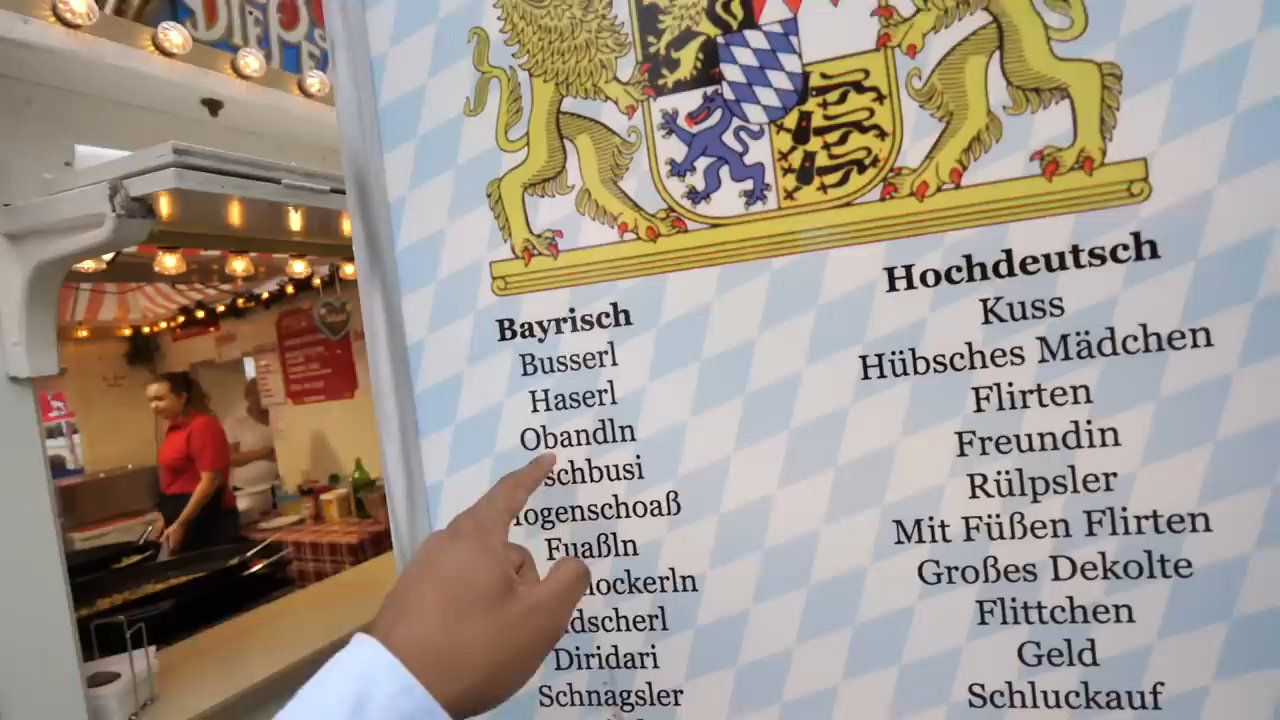 Bayrisch
Busserl
Haserl
Obandln
Fuaßln
Diridari
Schnagsler
Hochdeutsch
Kuss
Hübsches Mädchen
Flirten
Freundin
Rülpsler
Mit Füßen Flirten
Großes Dekolte
Flittchen
Geld
Schluckauf